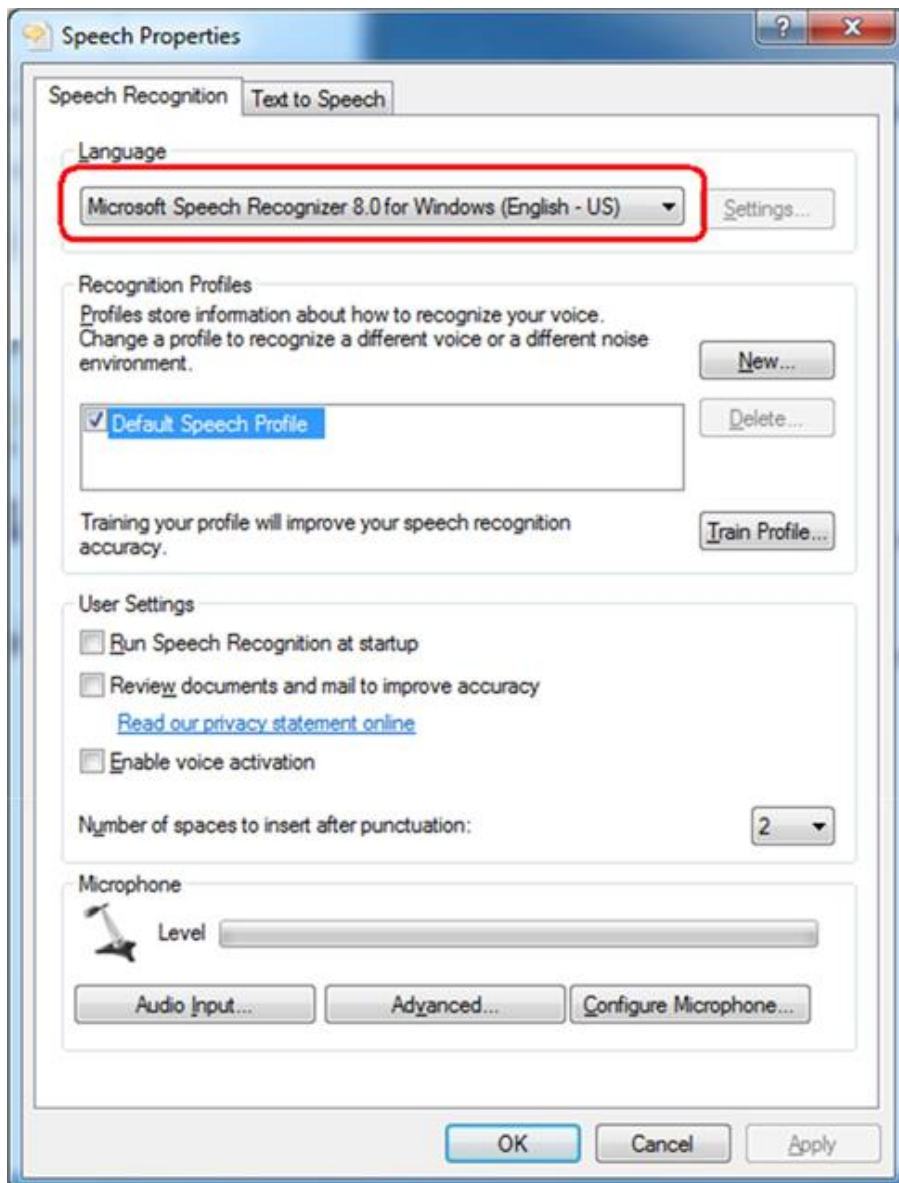 Speech Properties
?
Speech Recognition
Text to Speech
Language
Microsoft Speech Recognizer 8.0 for Windows (English - US)
Settings...
Recognition Profiles
Profiles store information about how to recognize your voice.
Change a profile to recognize a different voice or a different noise
environment.
New...
Default Speech Profile
Delete...
Training your profile will improve your speech recognition
accuracy.
Train Profile...
User Settings
Run Speech Recognition at startup
Review documents and mail to improve accuracy
Read our privacy statement online
Enable voice activation
Number of spaces to insert after punctuation:
2
Microphone
Level
Audio Input...
Advanced...
Configure Microphone...
OK
Cancel
Apply